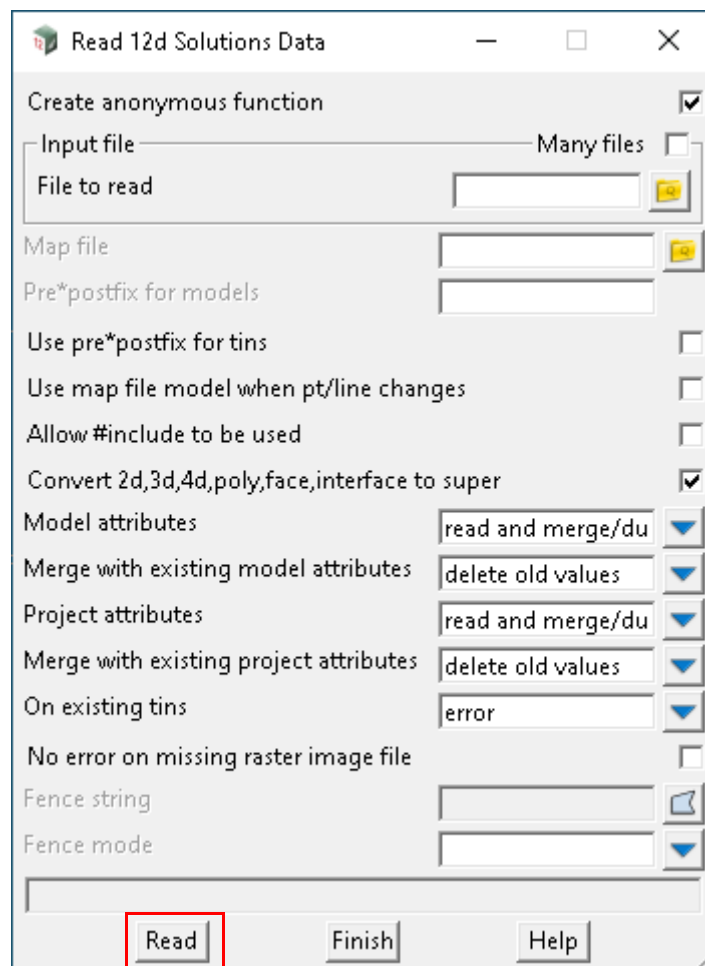 Read 12d Solutions Data
Create anonymous function
Input file Many files
File to read
Map file
Pre*postfix for models
Use pre*postfix for tins
Use map file model when pt/line changes
Allow #include to be used
Convert 2d,3d,4d,poly,face,interface to super
Model attributes read and merge/du
Merge with existing model attributes delete old values
Project attributes read and merge/du
Merge with existing project attributes delete old values
On existing tins error
No error on missing raster image file
Fence string
Fence mode
Read Finish Help